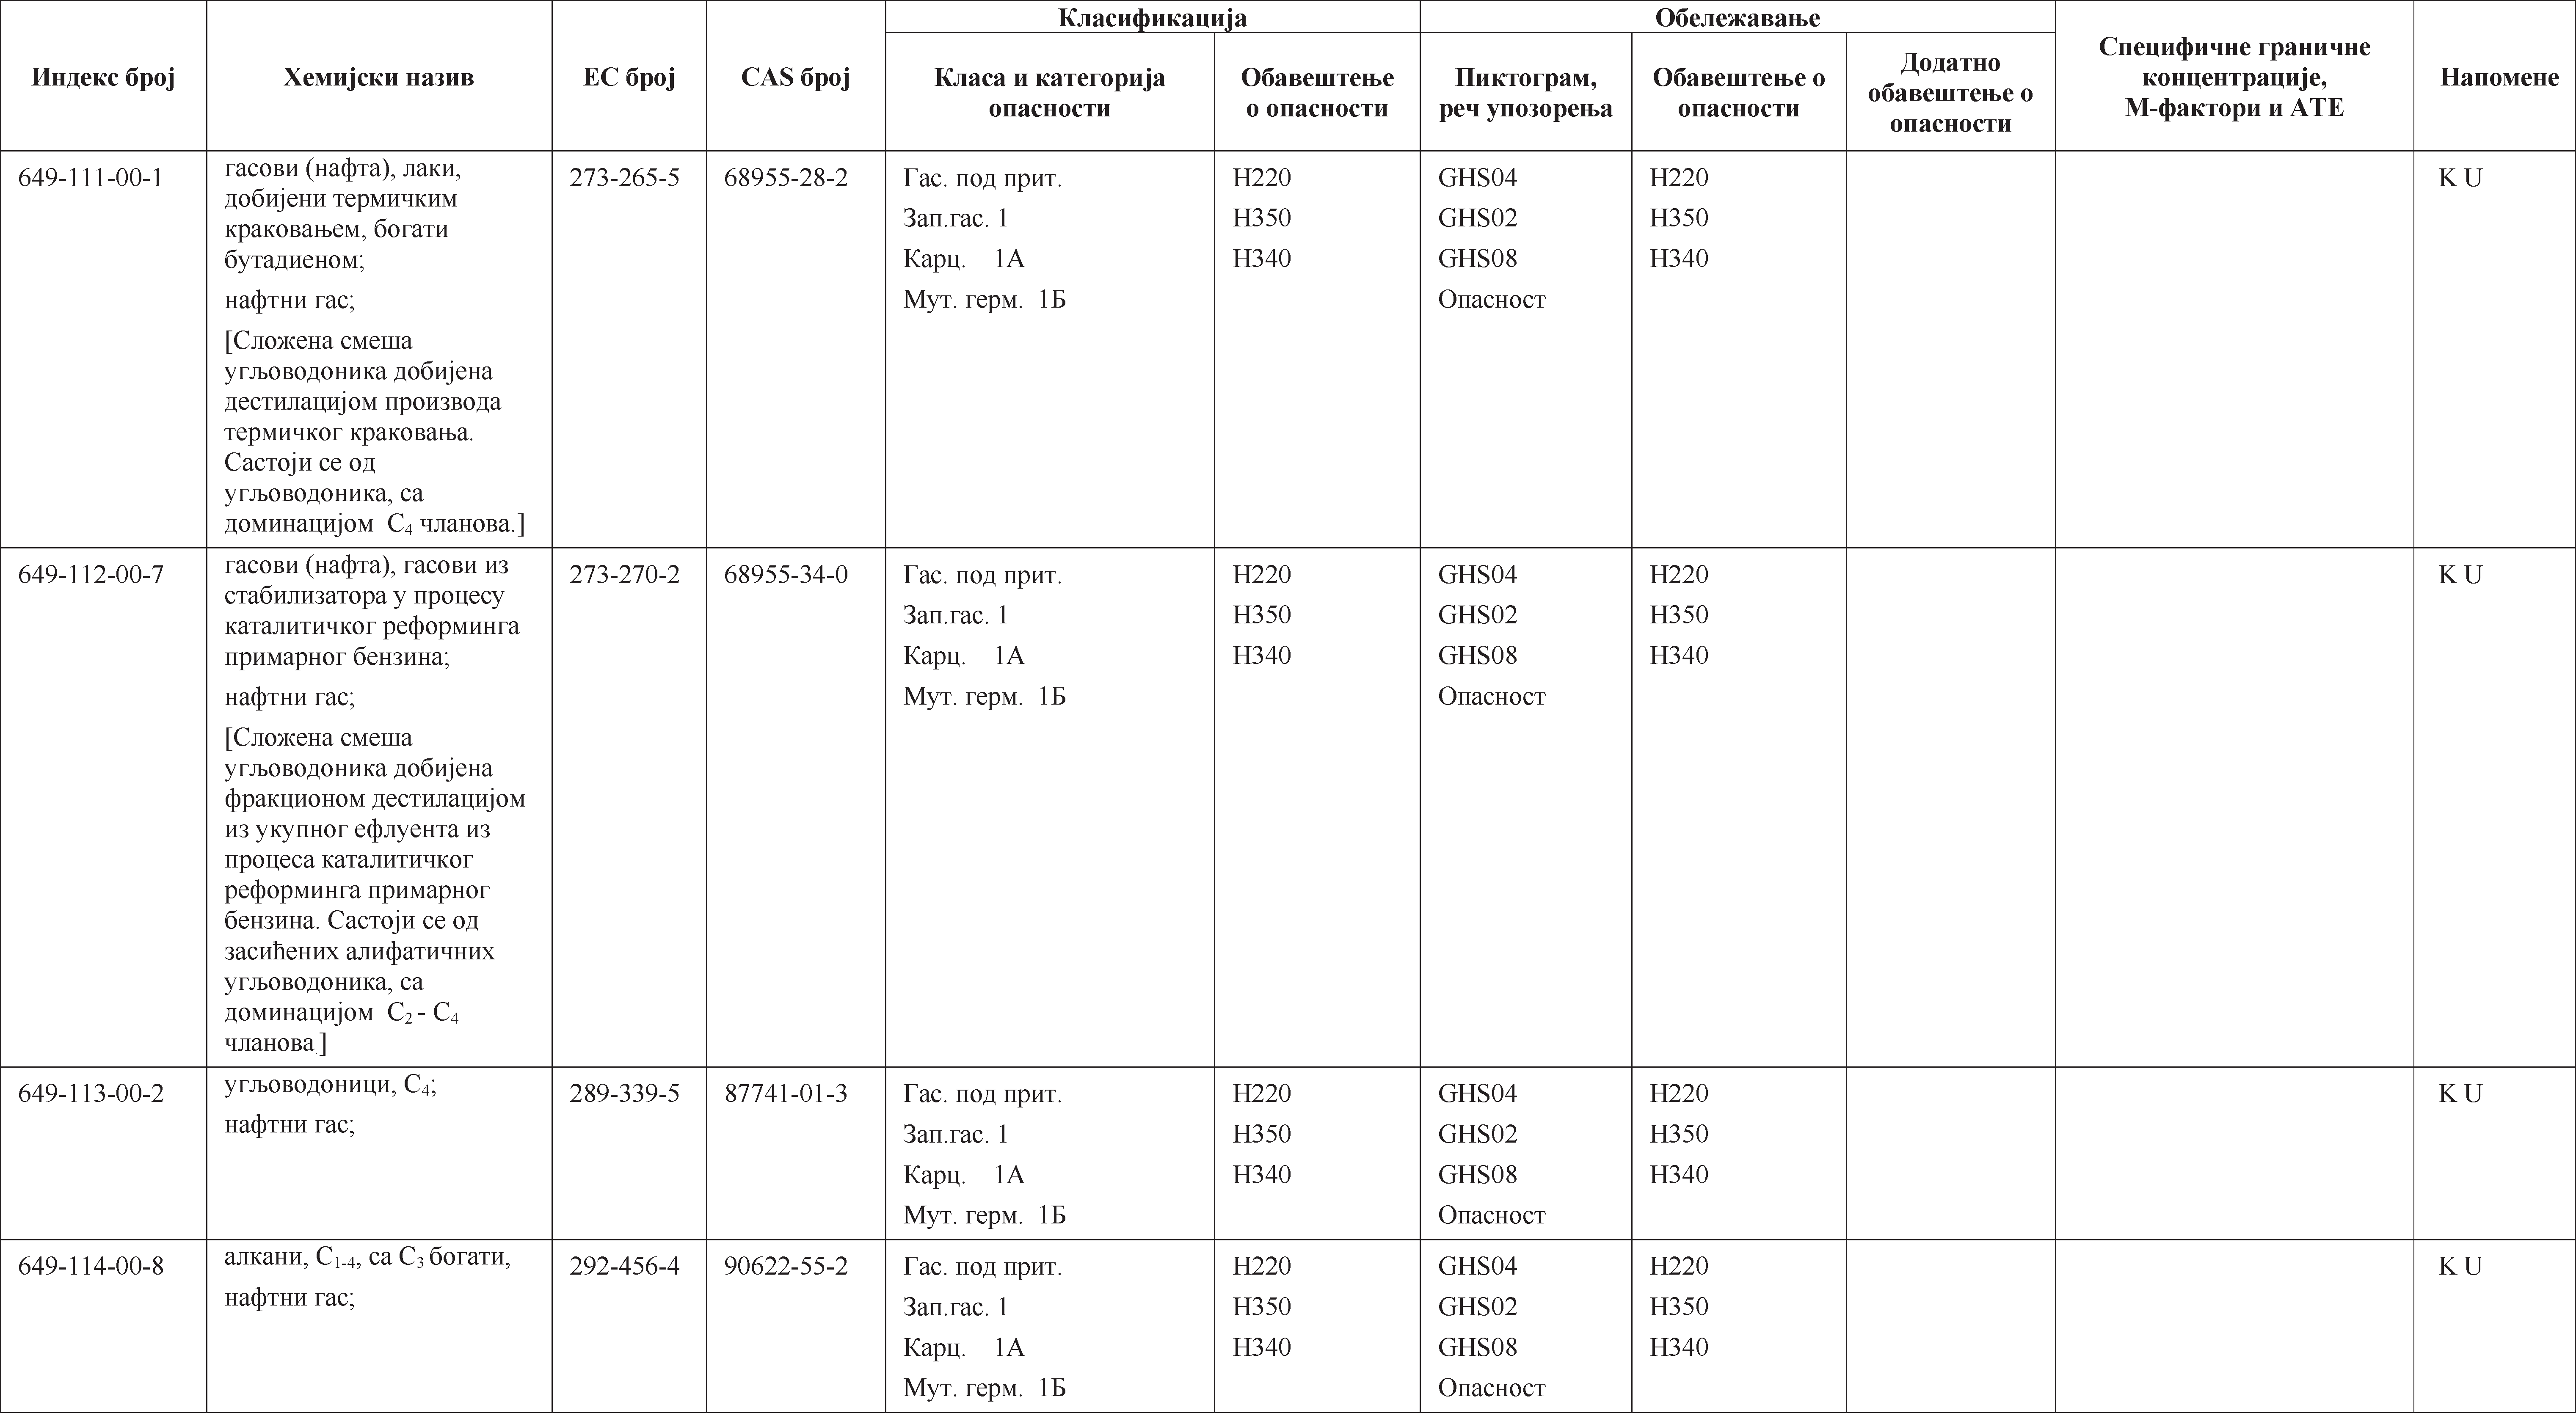 Индекс број
Хемијски назив
ЕС број
CAS број
Класификација
Обележавање
Класа и категорија
опасности
Обавештење
о опасности
Пиктограм,
реч упозорења
Обавештење о
опасности
Додатно
обавештење о
опасности
Специфичне граничне
концентрације,
М-фактори и АТЕ
Напомене
649-111-00-1
гасови (нафта), лаки,
добијени термичким
краковањем, богати
бутадиеном;
нафтни гас;
[Сложена смеша
угљоводоника добијена
дестилацијом производа
термичког краковања.
Састоји се од
угљоводоника, са
доминацијом C4 чланова.]
273-265-5
68955-28-2
Гас. под прит.
Зап.гас. 1
Карц. 1А
Мут. герм. 1Б
H220
H350
H340
GHS04
GHS02
GHS08
Опасност
H220
H350
H340
K U
649-112-00-7
гасови (нафта), гасови из
стабилизатора у процесу
каталитичког реформинга
примарног бензина;
нафтни гас;
[Сложена смеша
угљоводоника добијена
фракционом дестилацијом
из укупног ефлуента из
процеса каталитичког
реформинга примарног
бензина. Састоји се од
засићених алифатичних
угљоводоника, са
доминацијом C2 - C4
чланова.]
273-270-2
68955-34-0
Гас. под прит.
Зап.гас. 1
Карц. 1А
Мут. герм. 1Б
H220
H350
H340
GHS04
GHS02
GHS08
Опасност
H220
H350
H340
K U
649-113-00-2
угљоводоници, C4;
нафтни гас;
289-339-5
87741-01-3
Гас. под прит.
Зап.гас. 1
Карц. 1А
Мут. герм. 1Б
H220
H350
H340
GHS04
GHS02
GHS08
Опасност
H220
H350
H340
K U
649-114-00-8
алкани, C1-4, са C3 богати,
нафтни гас;
292-456-4
90622-55-2
Гас. под прит.
Зап.гас. 1
Карц. 1А
Мут. герм. 1Б
H220
H350
H340
GHS04
GHS02
GHS08
Опасност
H220
H350
H340
K U